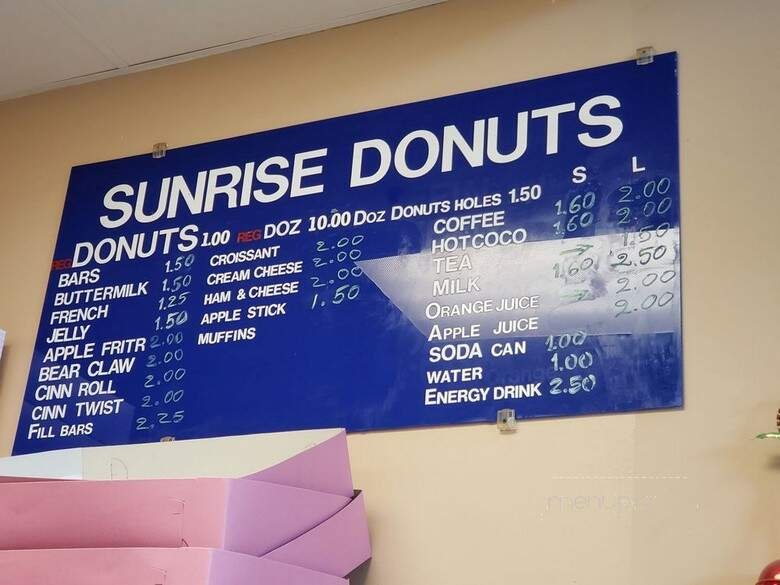 SUNRISE DONUTS
REG DONUTS 1.00 REG DOZ 10.00 DOZ DONUTS HOLES 1.50
BARS 1.50
BUTTERMILK 1.50
FRENCH 1.25
JELLY 1.50
APPLE FRITR 2.00
BEAR CLAW 2.00
CINN ROLL 2.00
CINN TWIST 2.00
FILL BARS 2.25
CROISSANT 2.00
CREAM CHEESE 2.00
HAM & CHEESE 2.00
APPLE STICK 1.50
MUFFINS
S L
COFFEE 1.60 2.00
HOTCOCO 1.60 2.00
TEA → 1.50
MILK 1.60 2.50
ORANGE JUICE → 2.00
APPLE JUICE 2.00
SODA CAN 1.00
WATER 1.00
ENERGY DRINK 2.50